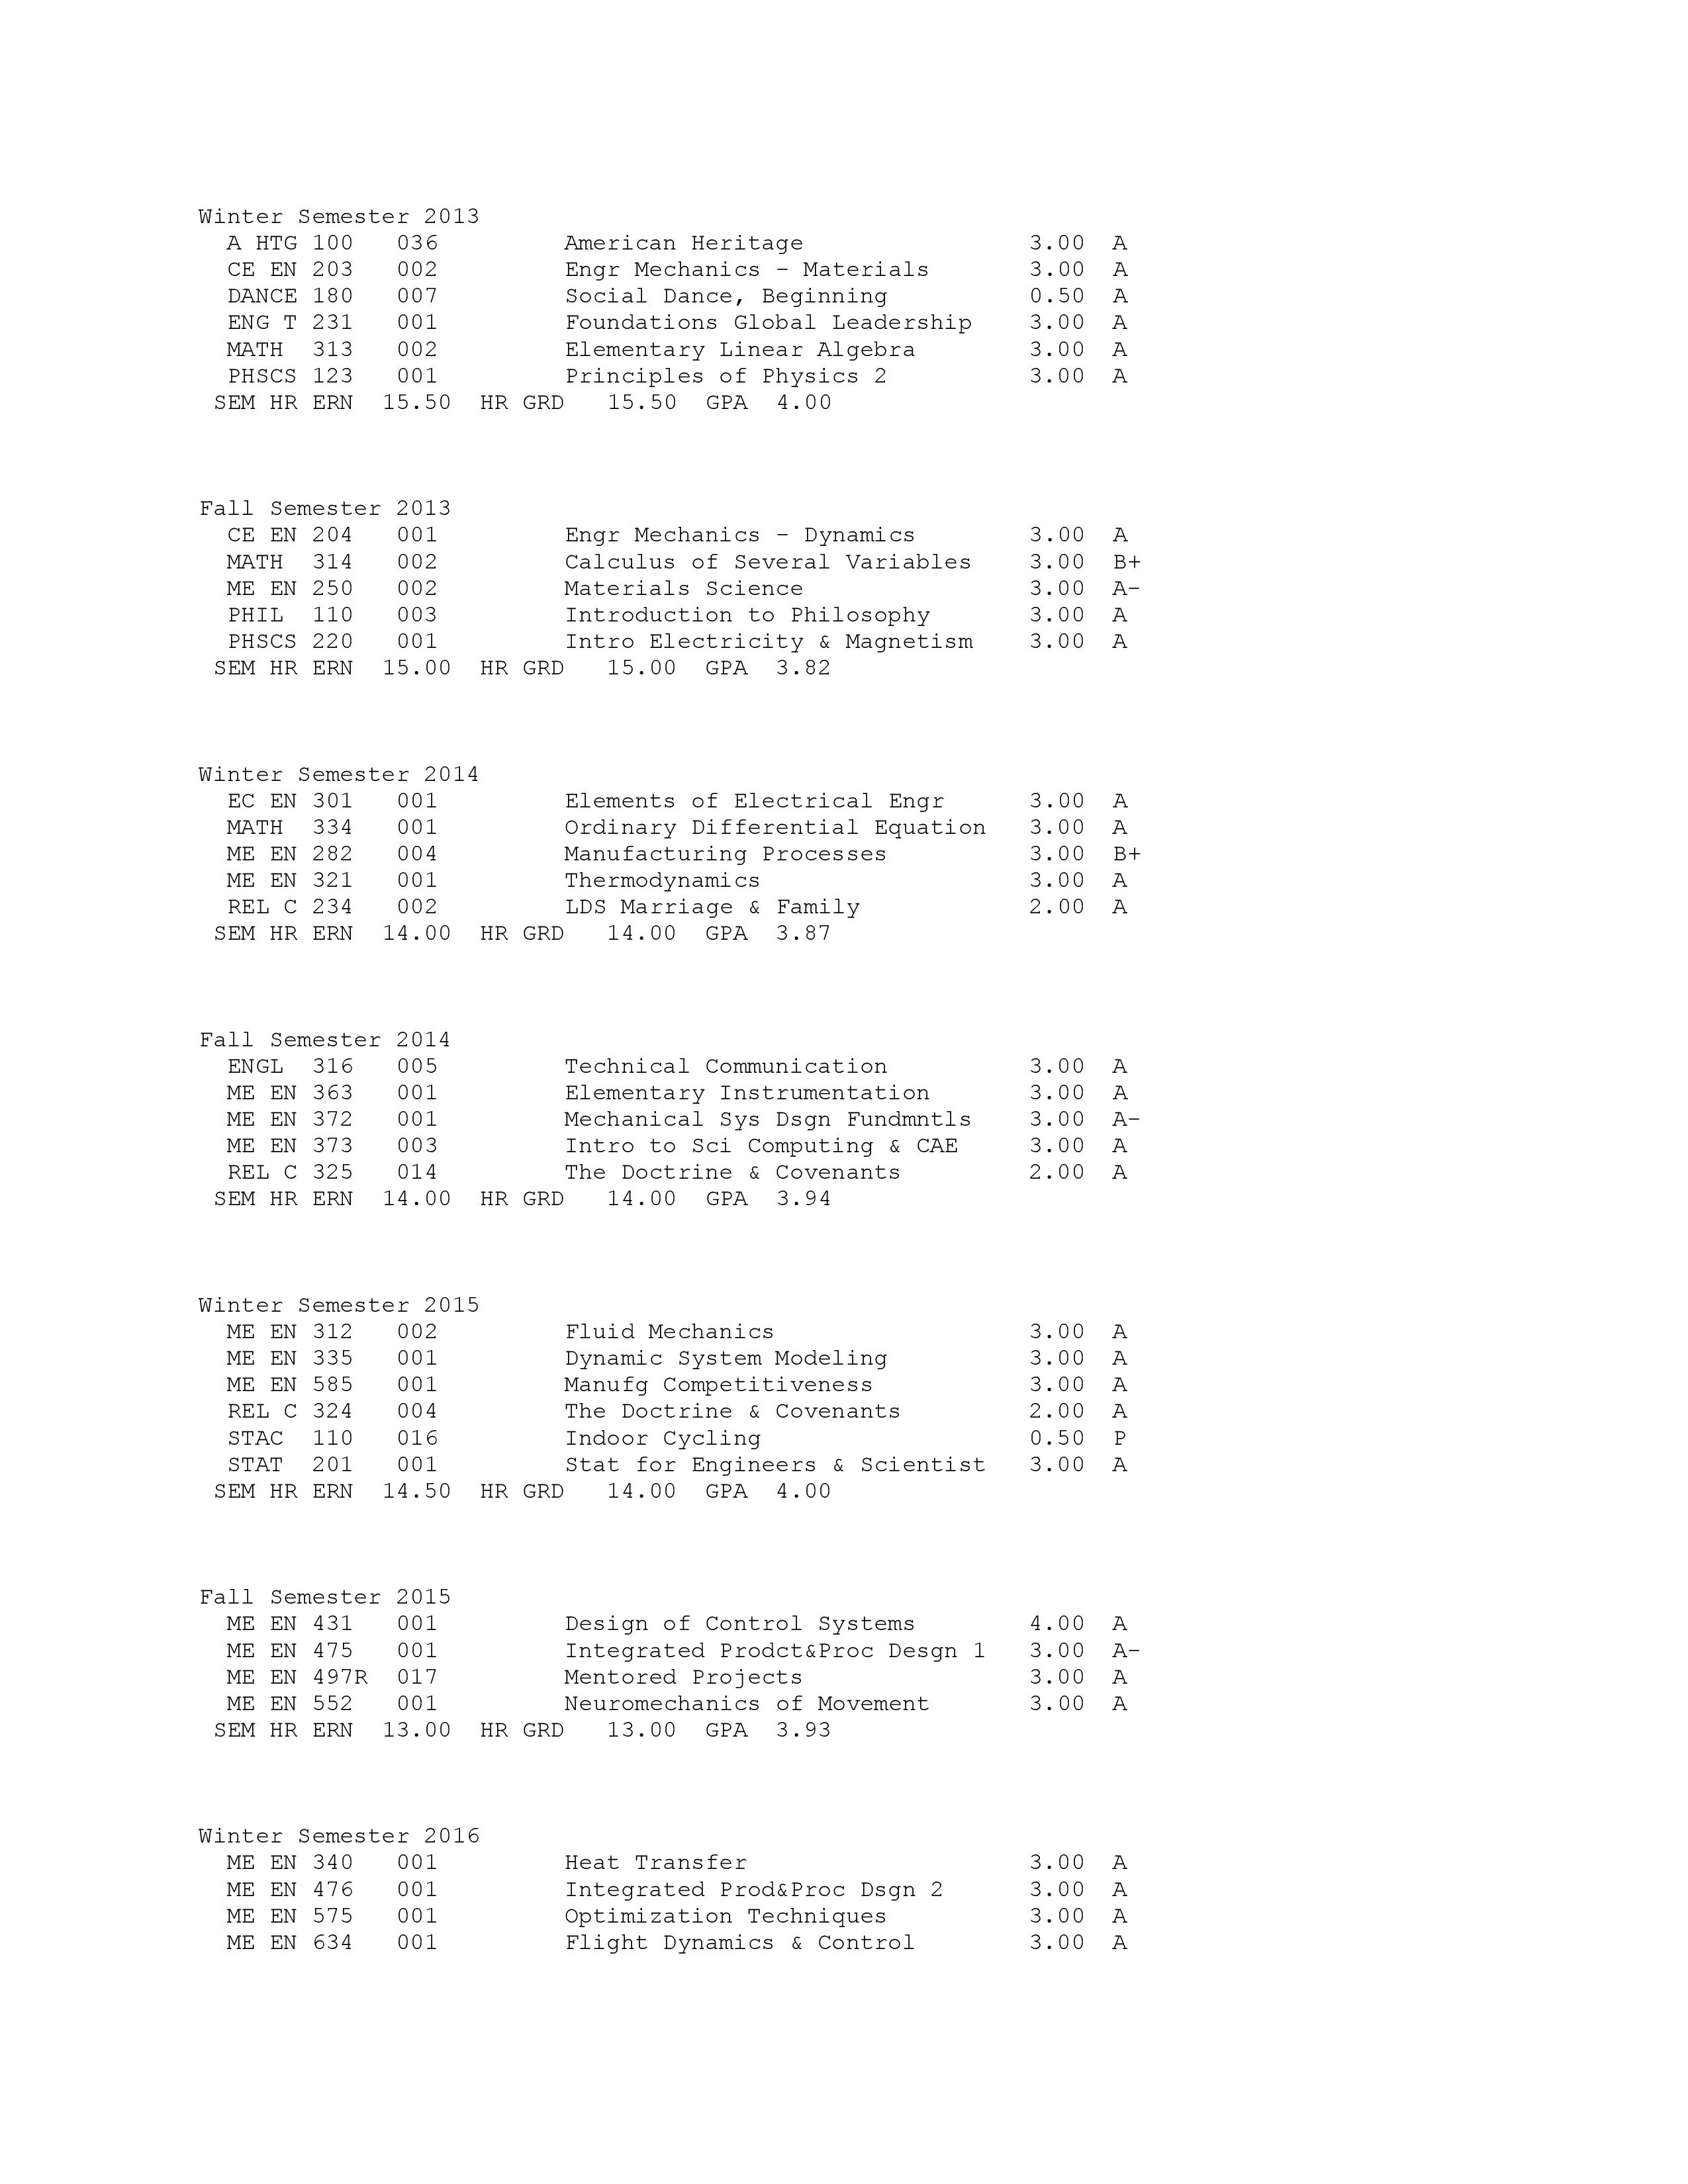 Winter Semester 2013
A HTG 100 036 American Heritage 3.00 A
CE EN 203 002 Engr Mechanics - Materials 3.00 A
DANCE 180 007 Social Dance, Beginning 0.50 A
ENG T 231 001 Foundations Global Leadership 3.00 A
MATH 313 002 Elementary Linear Algebra 3.00 A
PHSCS 123 001 Principles of Physics 2 3.00 A
SEM HR ERN 15.50 HR GRD 15.50 GPA 4.00
Fall Semester 2013
CE EN 204 001 Engr Mechanics - Dynamics 3.00 A
MATH 314 002 Calculus of Several Variables 3.00 B+
ME EN 250 002 Materials Science 3.00 A-
PHIL 110 003 Introduction to Philosophy 3.00 A
PHSCS 220 001 Intro Electricity & Magnetism 3.00 A
SEM HR ERN 15.00 HR GRD 15.00 GPA 3.82
Winter Semester 2014
EC EN 301 001 Elements of Electrical Engr 3.00 A
MATH 334 001 Ordinary Differential Equation 3.00 A
ME EN 282 004 Manufacturing Processes 3.00 B+
ME EN 321 001 Thermodynamics 3.00 A
REL C 234 002 LDS Marriage & Family 2.00 A
SEM HR ERN 14.00 HR GRD 14.00 GPA 3.87
Fall Semester 2014
ENGL 316 005 Technical Communication 3.00 A
ME EN 363 001 Elementary Instrumentation 3.00 A
ME EN 372 001 Mechanical Sys Dsgn Fundmntls 3.00 A-
ME EN 373 003 Intro to Sci Computing & CAE 3.00 A
REL C 325 014 The Doctrine & Covenants 2.00 A
SEM HR ERN 14.00 HR GRD 14.00 GPA 3.94
Winter Semester 2015
ME EN 312 002 Fluid Mechanics 3.00 A
ME EN 335 001 Dynamic System Modeling 3.00 A
ME EN 585 001 Manufg Competitiveness 3.00 A
REL C 324 004 The Doctrine & Covenants 2.00 A
STAC 110 016 Indoor Cycling 0.50 P
STAT 201 001 Stat for Engineers & Scientist 3.00 A
SEM HR ERN 14.50 HR GRD 14.00 GPA 4.00
Fall Semester 2015
ME EN 431 001 Design of Control Systems 4.00 A
ME EN 475 001 Integrated Prodct&Proc Desgn 1 3.00 A-
ME EN 497R 017 Mentored Projects 3.00 A
ME EN 552 001 Neuromechanics of Movement 3.00 A
SEM HR ERN 13.00 HR GRD 13.00 GPA 3.93
Winter Semester 2016
ME EN 340 001 Heat Transfer 3.00 A
ME EN 476 001 Integrated Prod&Proc Dsgn 2 3.00 A
ME EN 575 001 Optimization Techniques 3.00 A
ME EN 634 001 Flight Dynamics & Control 3.00 A